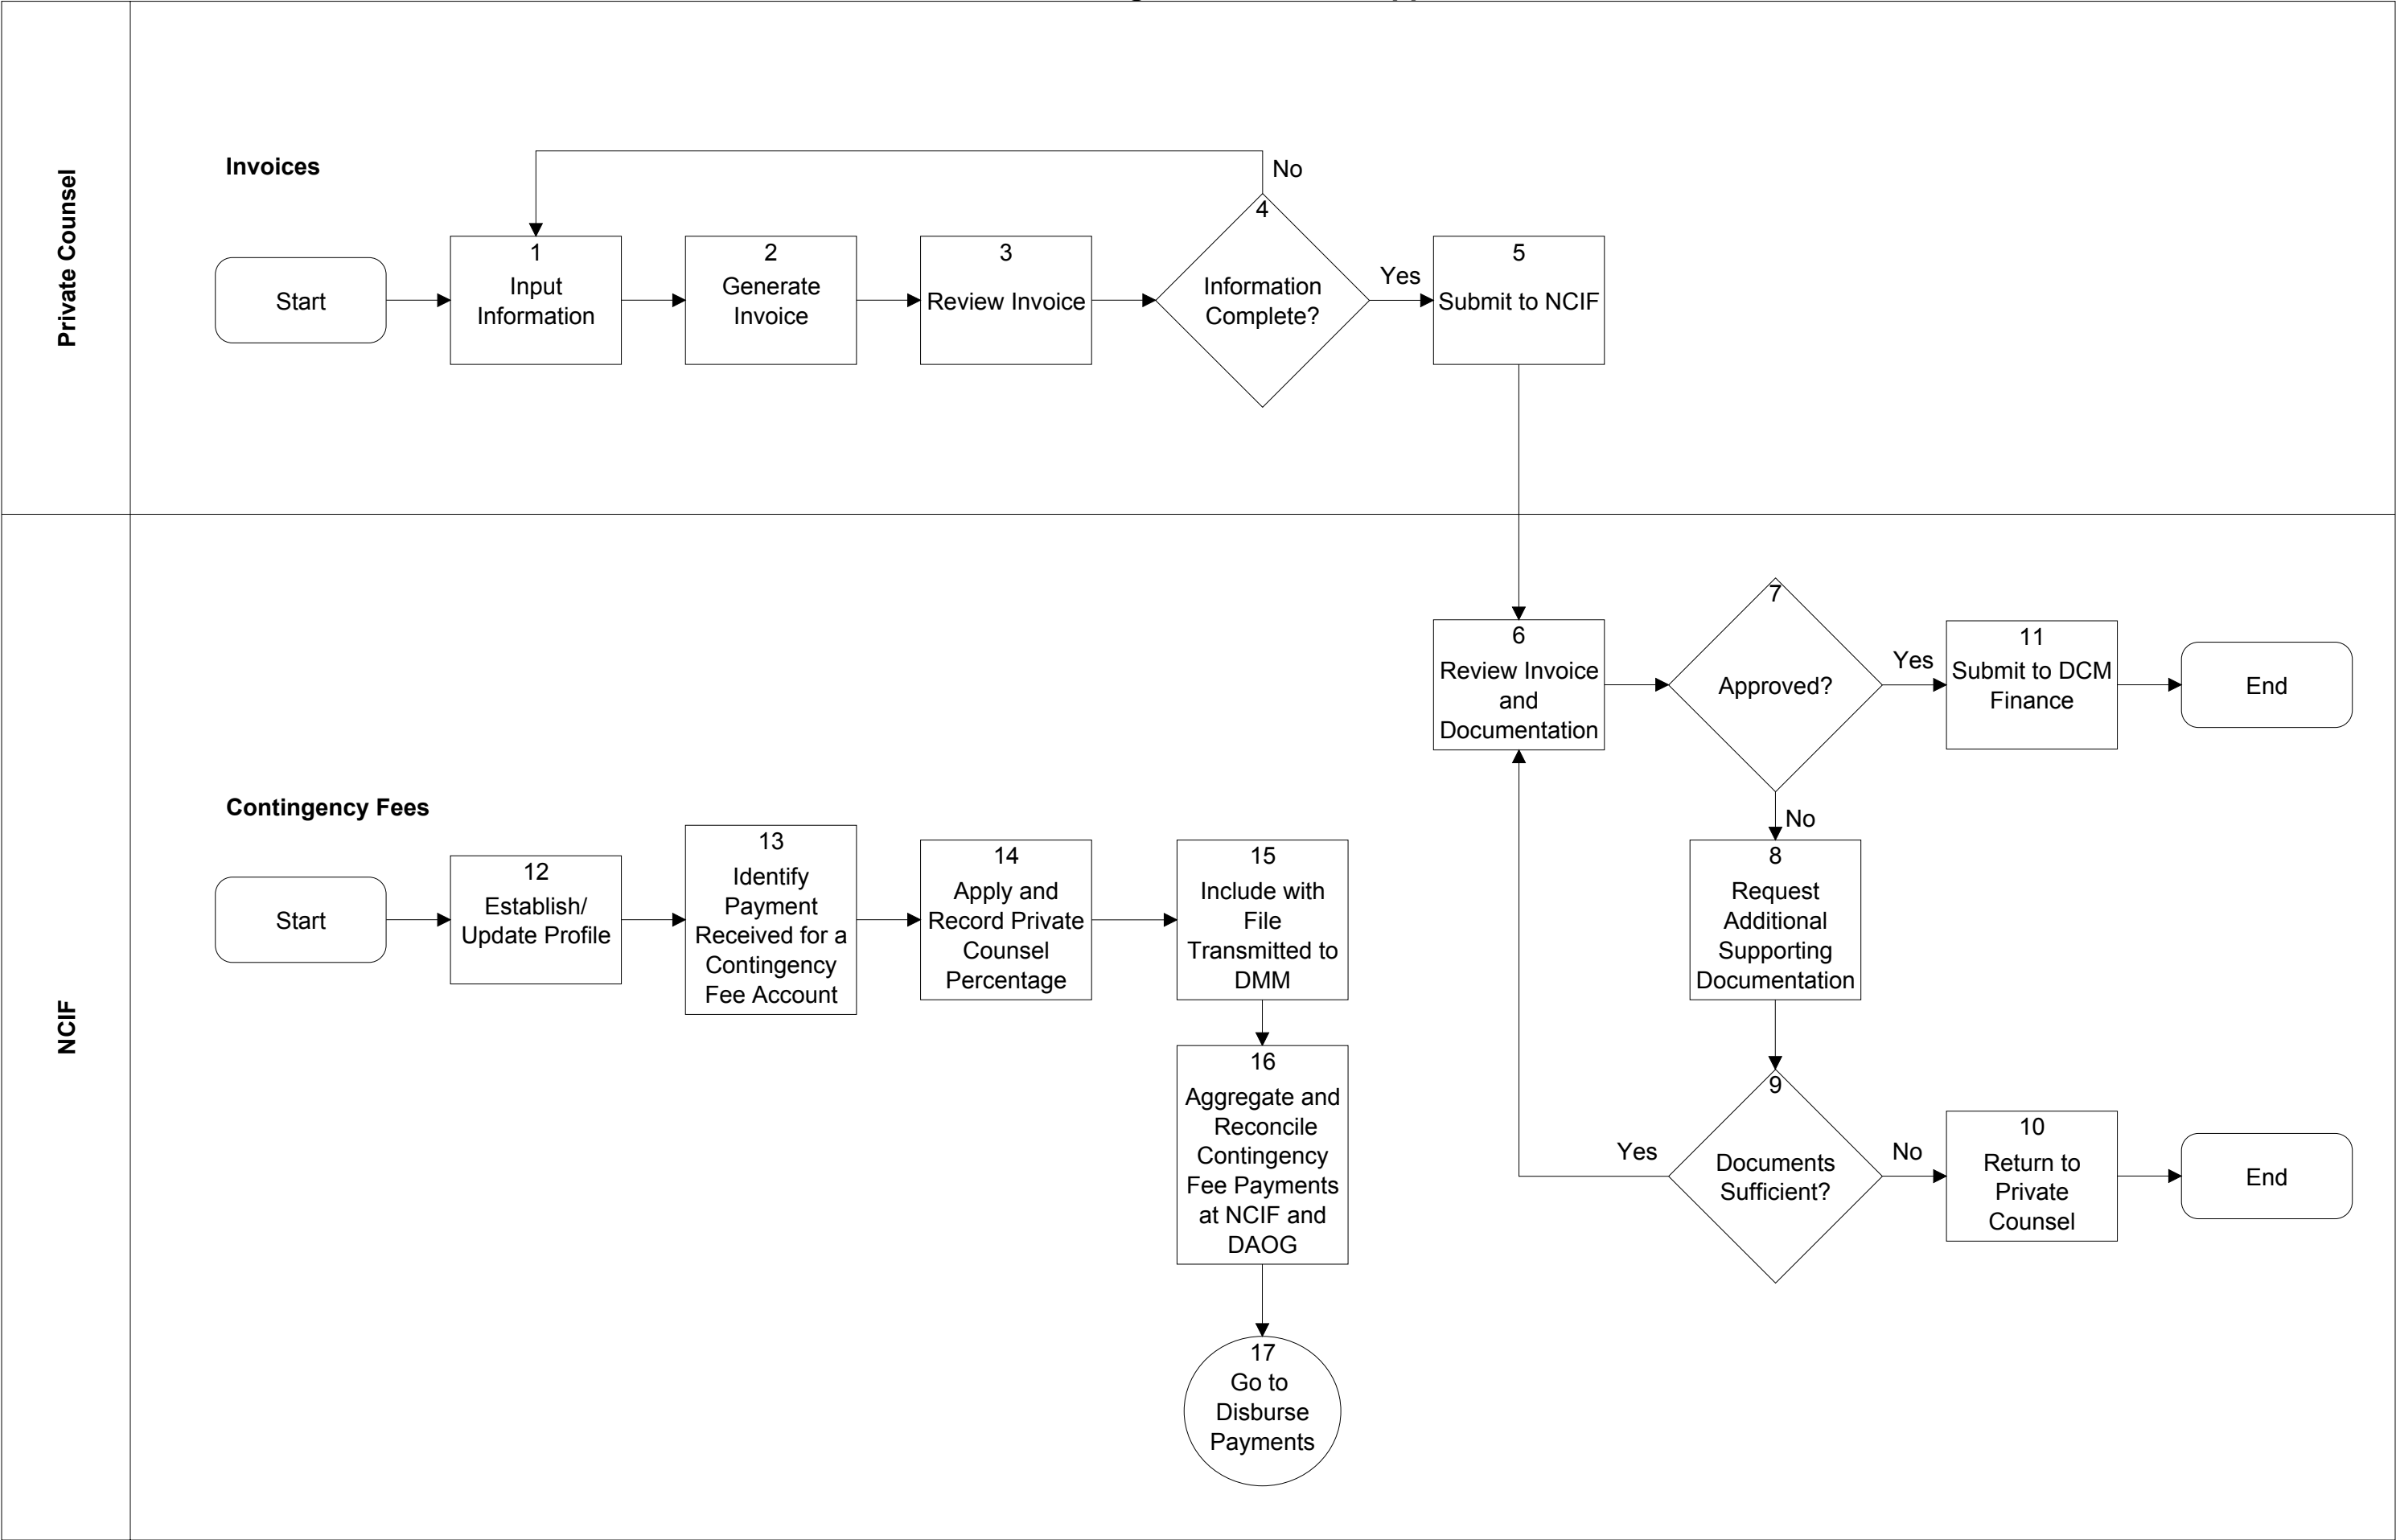 Private Counsel
Invoices
No
Start
1
Input
Information
2
Generate
Invoice
3
Review Invoice
4
Information
Complete?
Yes
5
Submit to NCIF
NCIF
6
Review Invoice
and
Documentation
7
Approved?
Yes
11
Submit to DCM
Finance
End
No
8
Request
Additional
Supporting
Documentation
9
Documents
Sufficient?
Yes
No
10
Return to
Private
Counsel
End
Contingency Fees
Start
12
Establish/
Update Profile
13
Identify
Payment
Received for a
Contingency
Fee Account
14
Apply and
Record Private
Counsel
Percentage
15
Include with
File
Transmitted to
DMM
16
Aggregate and
Reconcile
Contingency
Fee Payments
at NCIF and
DAOG
17
Go to
Disburse
Payments